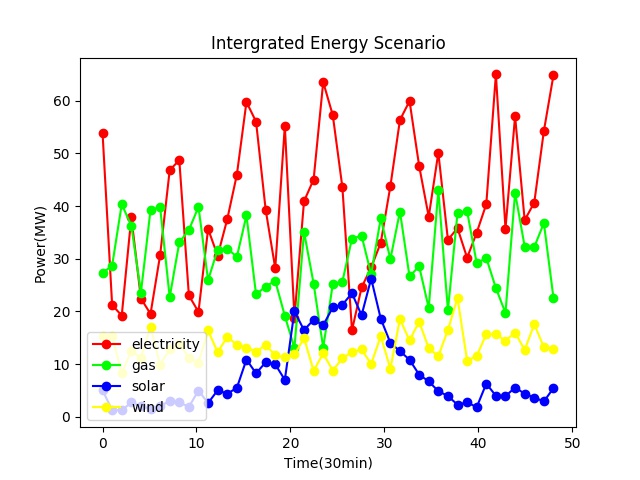 Intergrated Energy Scenario
Power(MW)
60
50
40
30
20
10
0
electricity
gas
solar
wind
0 10 20 30 40 50
Time(30min)